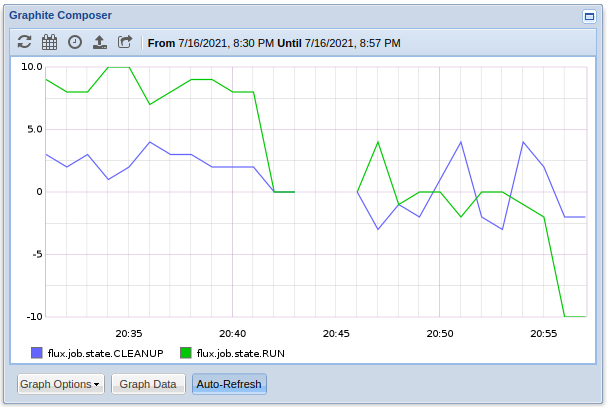 Graphite Composer
From 7/16/2021, 8:30 PM Until 7/16/2021, 8:57 PM
10.0
5.0
0
-5
-10
20:35 20:40 20:45 20:50 20:55
flux.job.state.CLEANUP flux.job.state.RUN
Graph Options Graph Data Auto-Refresh